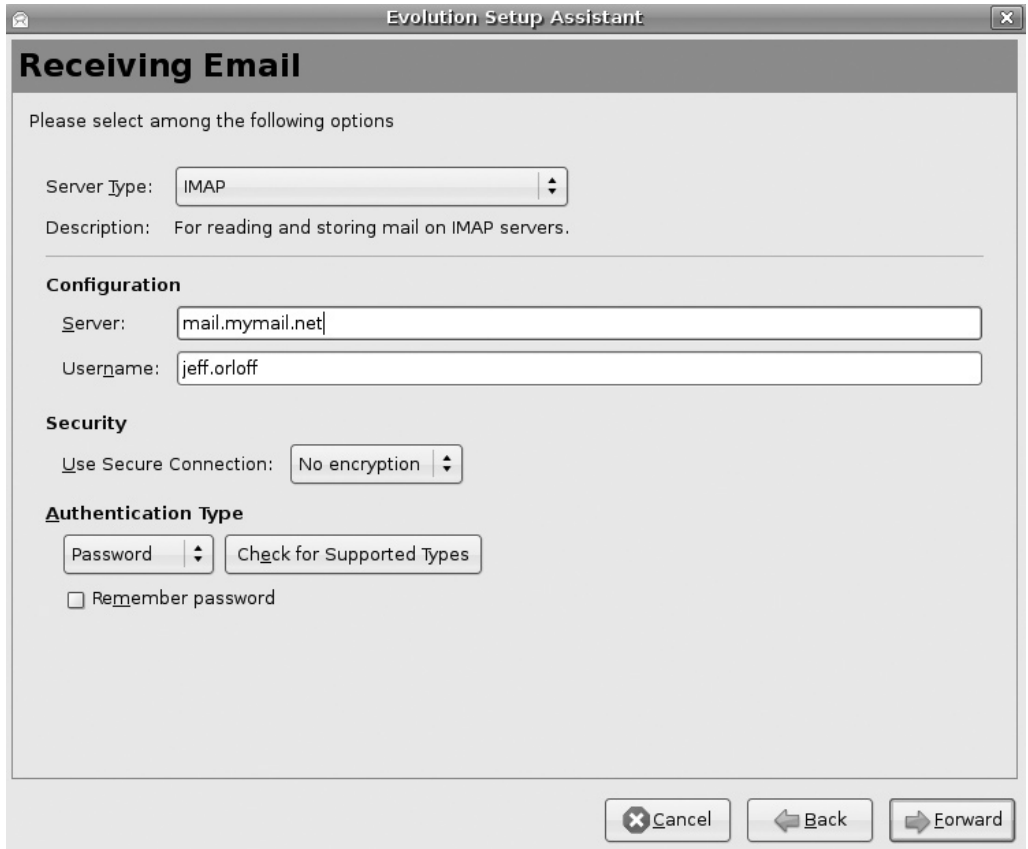 Evolution Setup Assistant
Receiving Email
Please select among the following options
Server Type: IMAP
Description: For reading and storing mail on IMAP servers.
Configuration
Server: mail.mymail.net
Username: jeff.orloff
Security
Use Secure Connection: No encryption
Authentication Type
Password Check for Supported Types
Remember password
Cancel Back Forward